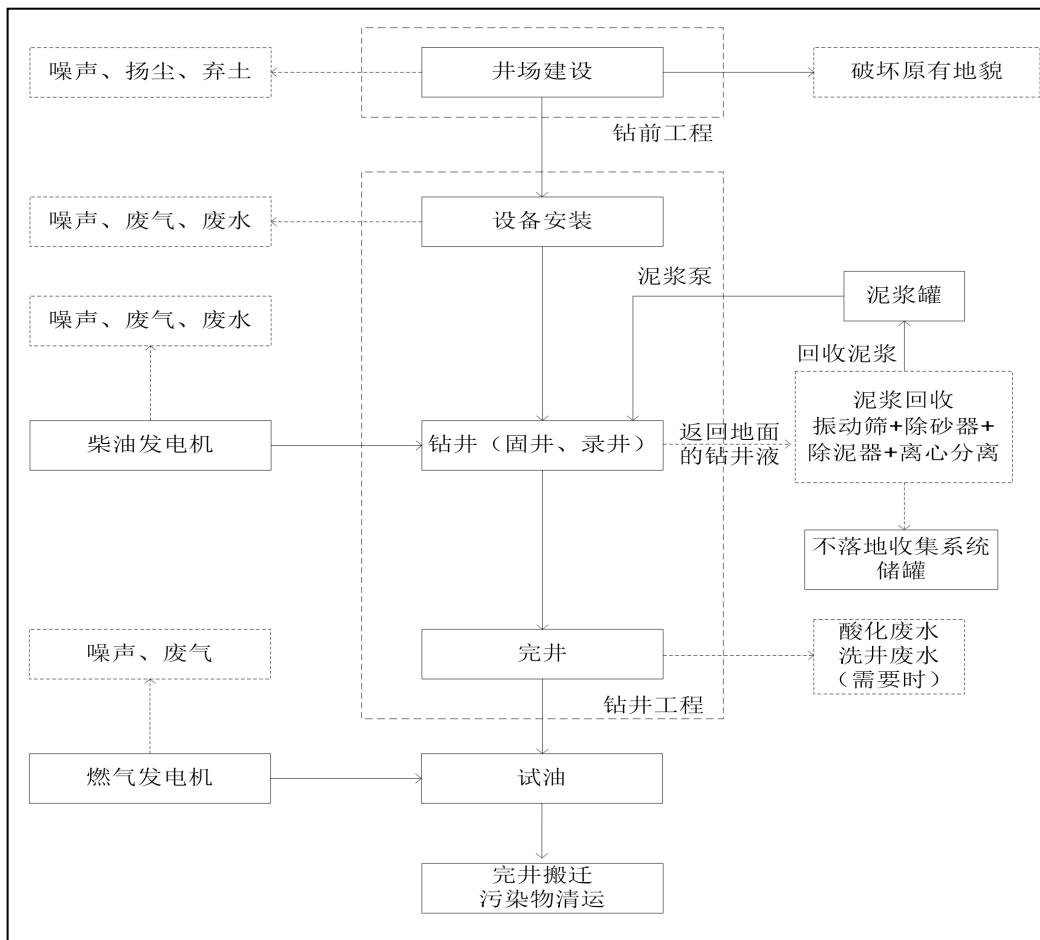 噪声、扬尘、弃土
井场建设
破坏原有地貌
钻前工程
噪声、废气、废水
设备安装
泥浆泵
泥浆罐
噪声、废气、废水
回收泥浆
泥浆回收
振动筛+除砂器+
除泥器+离心分离
柴油发电机
钻井（固井、录井）
返回地面
的钻井液
不落地收集系统
储罐
噪声、废气
完井
酸化废水
洗井废水
（需要时）
钻井工程
燃气发电机
试油
完井搬迁
污染物清运